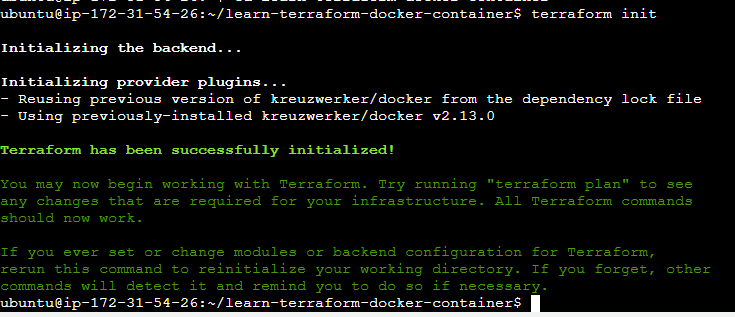 ubuntu@ip-172-31-54-26:~/learn-terraform-docker-container$ terraform init
Initializing the backend...
Initializing provider plugins...
- Reusing previous version of kreuzwerker/docker from the dependency lock file
- Using previously-installed kreuzwerker/docker v2.13.0
Terraform has been successfully initialized!
You may now begin working with Terraform. Try running "terraform plan" to see
any changes that are required for your infrastructure. All Terraform commands
should now work.
If you ever set or change modules or backend configuration for Terraform,
rerun this command to reinitialize your working directory. If you forget, other
commands will detect it and remind you to do so if necessary.
ubuntu@ip-172-31-54-26:~/learn-terraform-docker-container$